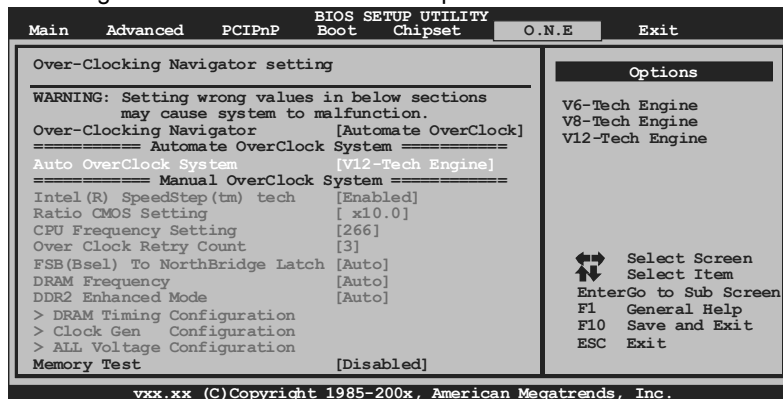 BIOS SETUP UTILITY
Main Advanced PCIPnP Boot Chipset O.N.E Exit
Over-Clocking Navigator setting
WARNING: Setting wrong values in below sections
may cause system to malfunction.
Over-Clocking Navigator [Automate OverClock]
=========== Automate OverClock System ===========
Auto OverClock System [V12-Tech Engine]
============ Manual OverClock System ============
Intel(R) SpeedStep(tm) tech [Enabled]
Ratio CMOS Setting [ x10.0]
CPU Frequency Setting [266]
Over Clock Retry Count [3]
FSB(Bsel) To NorthBridge Latch [Auto]
DRAM Frequency [Auto]
DDR2 Enhanced Mode [Auto]
> DRAM Timing Configuration
> Clock Gen Configuration
> ALL Voltage Configuration
Memory Test [Disabled]
Options
V6-Tech Engine
V8-Tech Engine
V12-Tech Engine
Select Screen
Select Item
EnterGo to Sub Screen
F1 General Help
F10 Save and Exit
ESC Exit
vxx.xx (C)Copyright 1985-200x, American Megatrends, Inc.